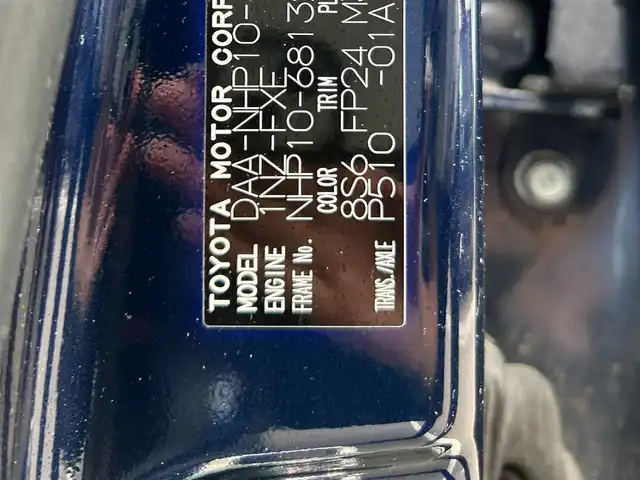 TOYOTA MOTOR CORP
MODEL DAA-NHP10-
ENGINE 1NZ-FXE
FRAME No. NHP10-6813
COLOR TRIM PL
8S6 FP24 M
TRANS./AXLE P510 -01A